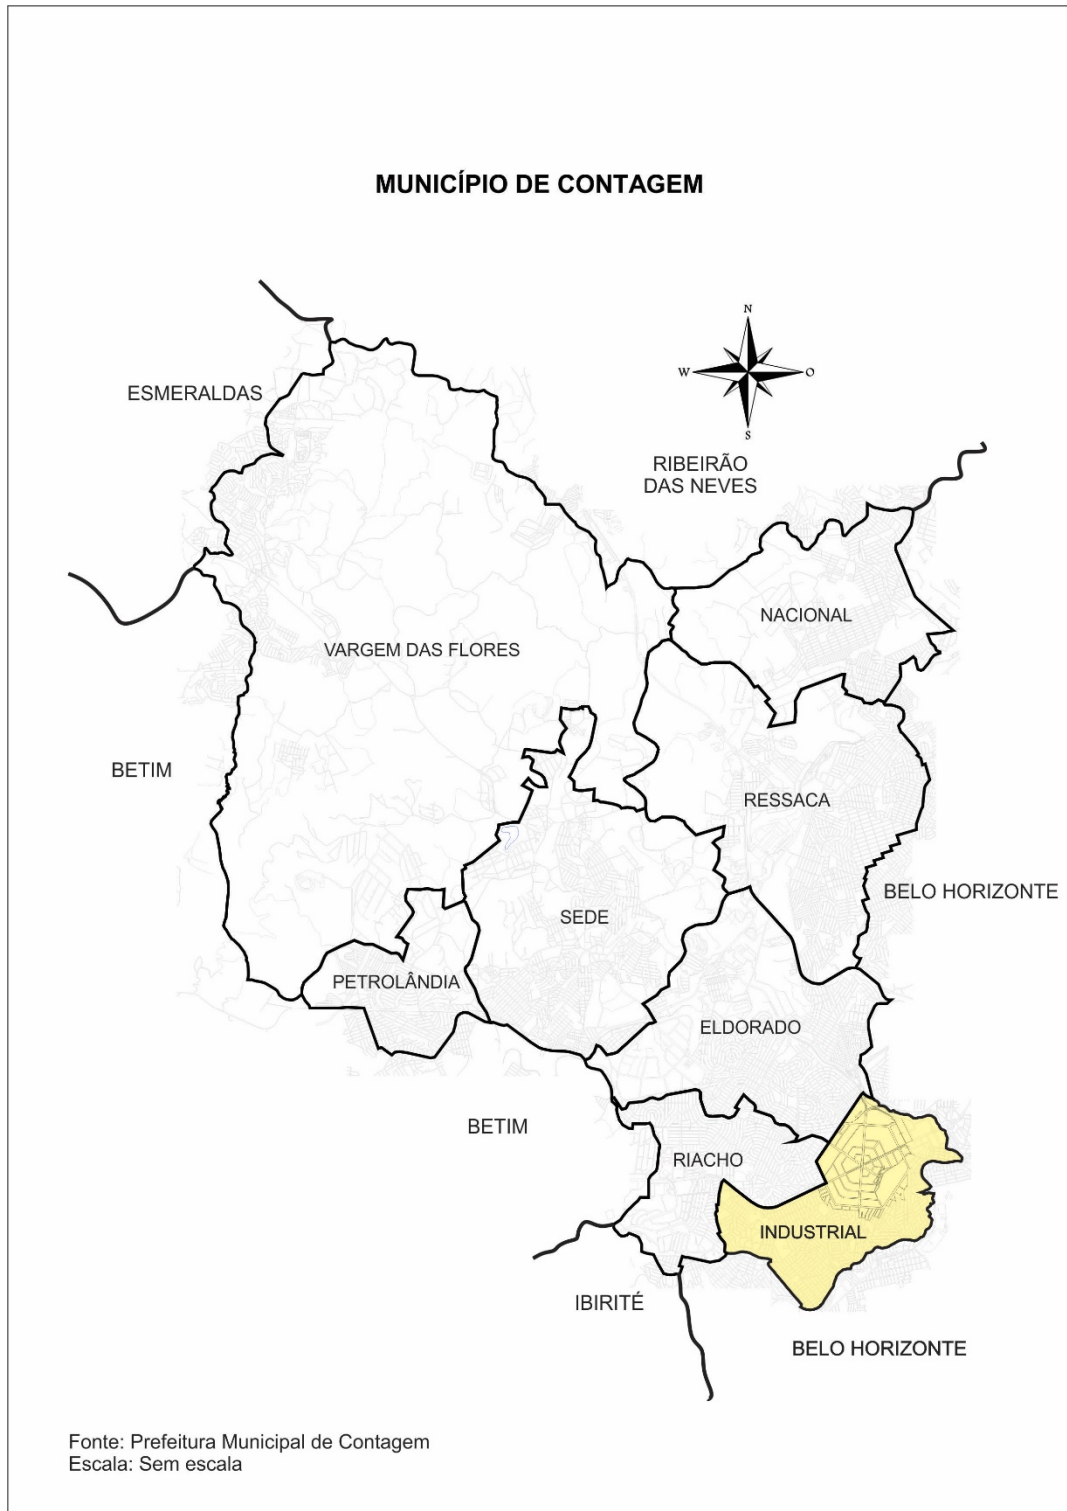 MUNICÍPIO DE CONTAGEM
N
W
O
S
ESMERALDAS
RIBEIRÃO
DAS NEVES
NACIONAL
VARGEM DAS FLORES
BETIM
RESSACA
BELO HORIZONTE
SEDE
PETROLÂNDIA
ELDORADO
BETIM
RIACHO
INDUSTRIAL
IBIRITÉ
BELO HORIZONTE
Fonte: Prefeitura Municipal de Contagem
Escala: Sem escala